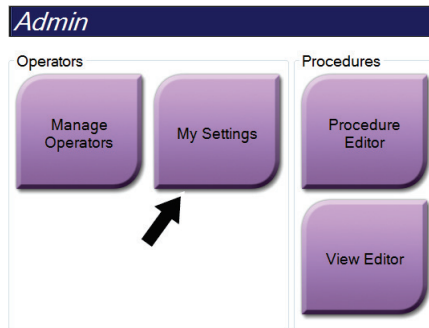 Admin
Operators
Manage
Operators
My Settings
Procedures
Procedure
Editor
View Editor